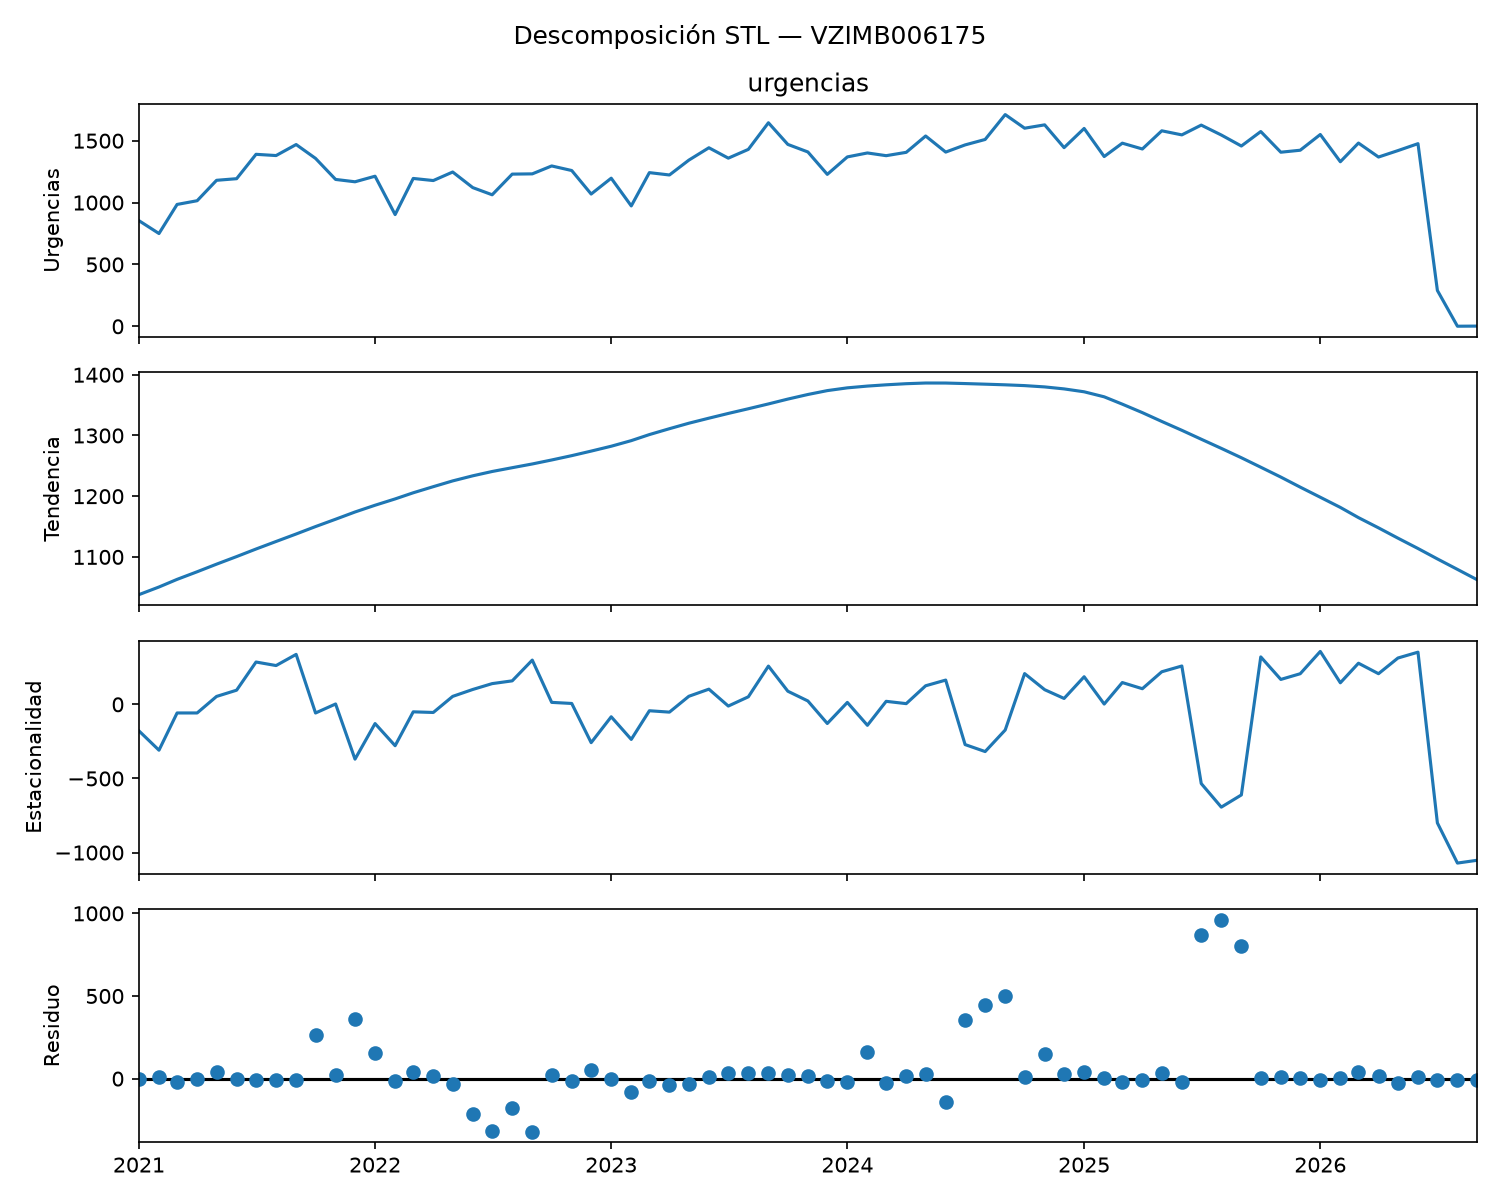 Descomposición STL — VZIMB006175
urgencias
Urgencias
1500
1000
500
0
Tendencia
1400
1300
1200
1100
Estacionalidad
0
−500
−1000
Residuo
1000
500
0
2021 2022 2023 2024 2025 2026